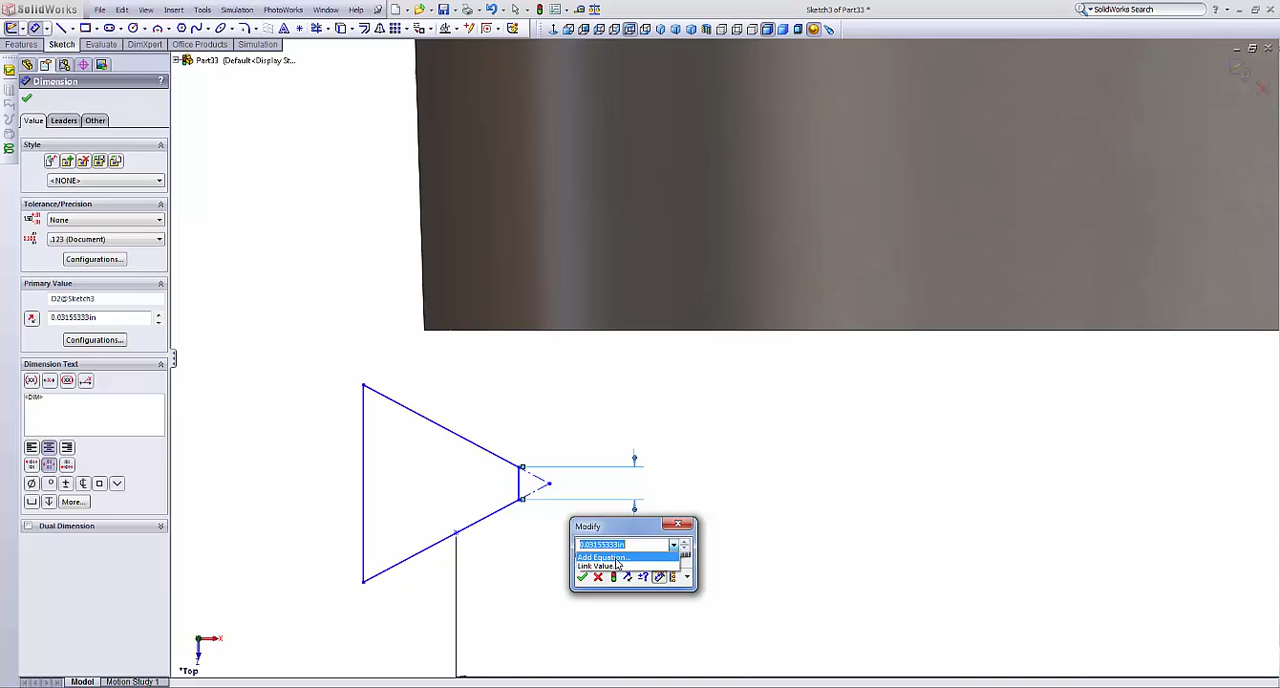 SolidWorks File Edit View Insert Tools Simulation PhotoWorks Window Help Sketch3 of Part33 * SolidWorks Search
Features Sketch Evaluate DimXpert Office Products Simulation
Part33 (Default<Display St...
Dimension ?
Value Leaders Other
Style
<NONE>
Tolerance/Precision
None
.123 (Document)
Configurations...
Primary Value
D2@Sketch3
0.03155333in
Configurations...
Dimension Text
<DIM>
More...
Dual Dimension
Modify
0.03155333in
Add Equation...
Link Value...
X
Z
*Top
Model Motion Study 1